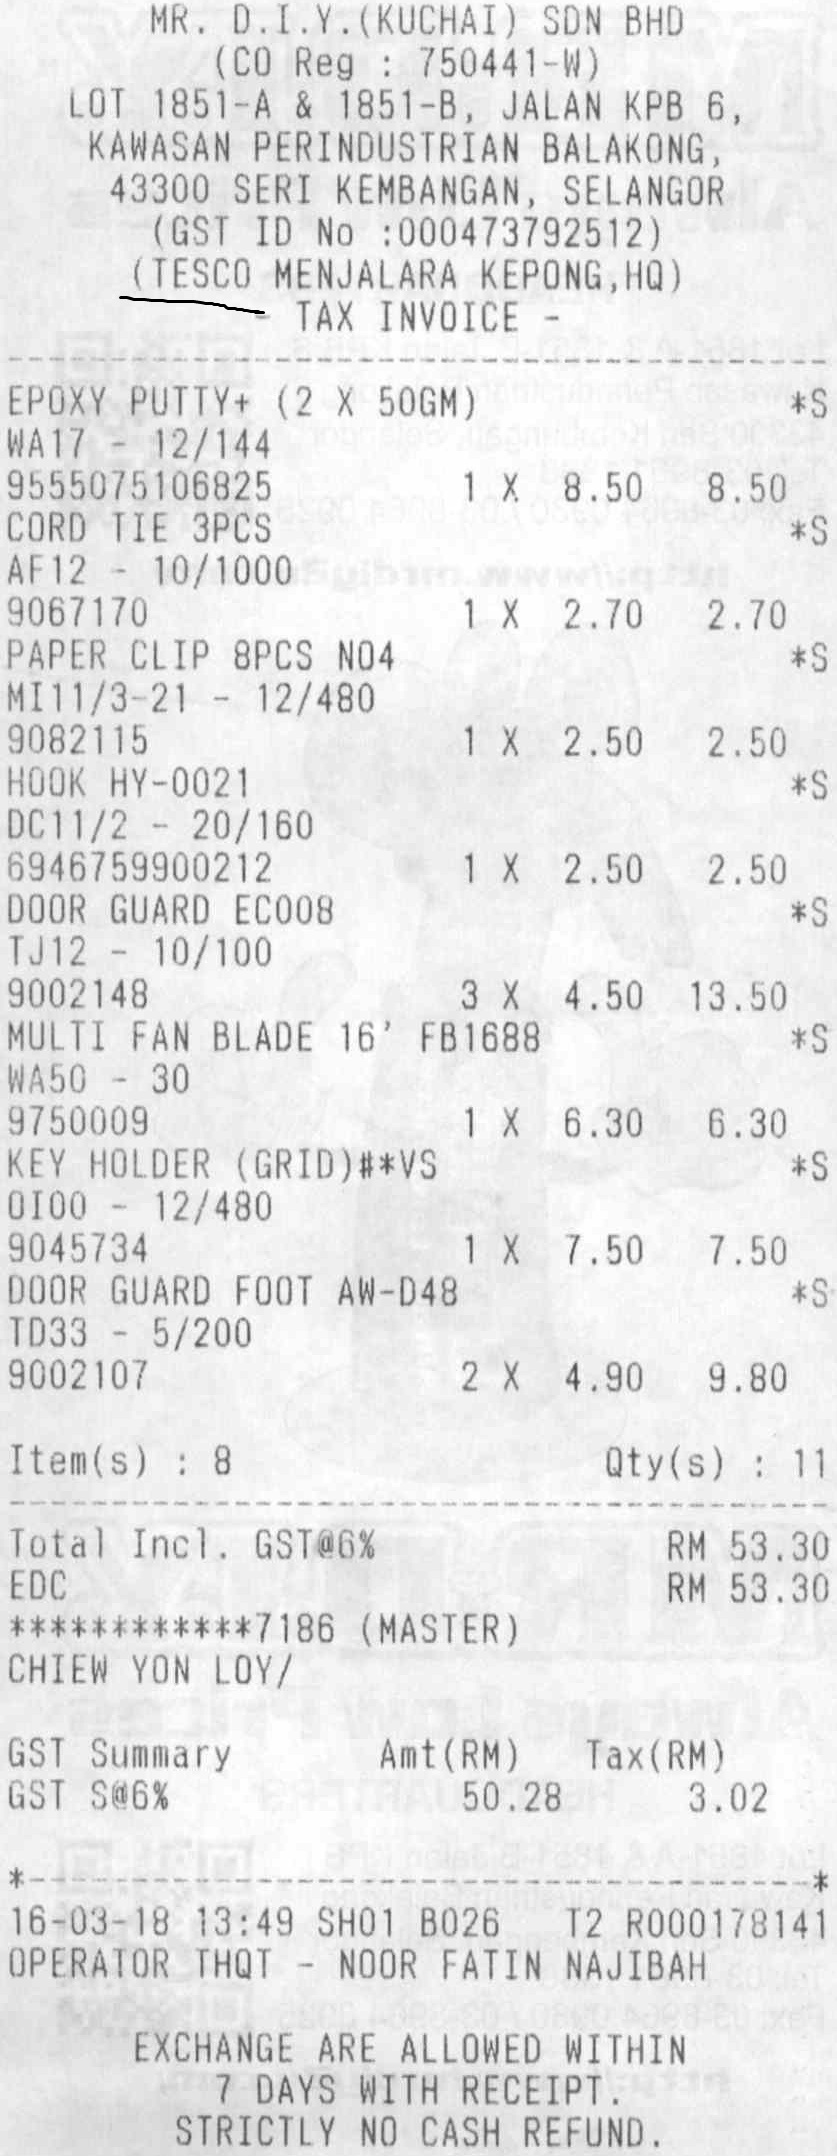 MR. D.I.Y.(KUCHAI) SDN BHD
(CO Reg : 750441-W)
LOT 1851-A & 1851-B, JALAN KPB 6,
KAWASAN PERINDUSTRIAN BALAKONG,
43300 SERI KEMBANGAN, SELANGOR
(GST ID No :000473792512)
(TESCO MENJALARA KEPONG,HQ)
- TAX INVOICE -
EPOXY PUTTY+ (2 X 50GM) *S
WA17 - 12/144
9555075106825 1 X 8.50 8.50
CORD TIE 3PCS *S
AF12 - 10/1000
9067170 1 X 2.70 2.70
PAPER CLIP 8PCS NO4 *S
MI11/3-21 - 12/480
9082115 1 X 2.50 2.50
HOOK HY-0021 *S
DC11/2 - 20/160
6946759900212 1 X 2.50 2.50
DOOR GUARD EC008 *S
TJ12 - 10/100
9002148 3 X 4.50 13.50
MULTI FAN BLADE 16' FB1688 *S
WA50 - 30
9750009 1 X 6.30 6.30
KEY HOLDER (GRID)#*VS *S
OI00 - 12/480
9045734 1 X 7.50 7.50
DOOR GUARD FOOT AW-D48 *S
TD33 - 5/200
9002107 2 X 4.90 9.80
Item(s) : 8 Qty(s) : 11
Total Incl. GST@6% RM 53.30
EDC RM 53.30
************7186 (MASTER)
CHIEW YON LOY/
GST Summary Amt(RM) Tax(RM)
GST S@6% 50.28 3.02
*--------------------------------------*
16-03-18 13:49 SH01 B026 T2 R000178141
OPERATOR THQT - NOOR FATIN NAJIBAH
EXCHANGE ARE ALLOWED WITHIN
7 DAYS WITH RECEIPT.
STRICTLY NO CASH REFUND.